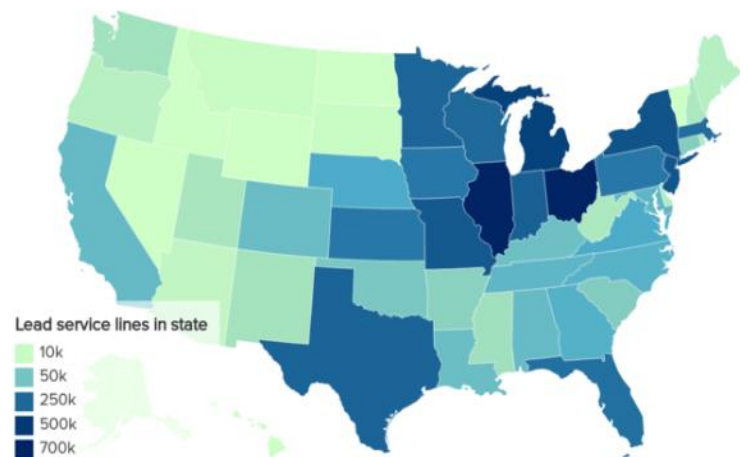 Lead service lines in state
10k
50k
250k
500k
700k